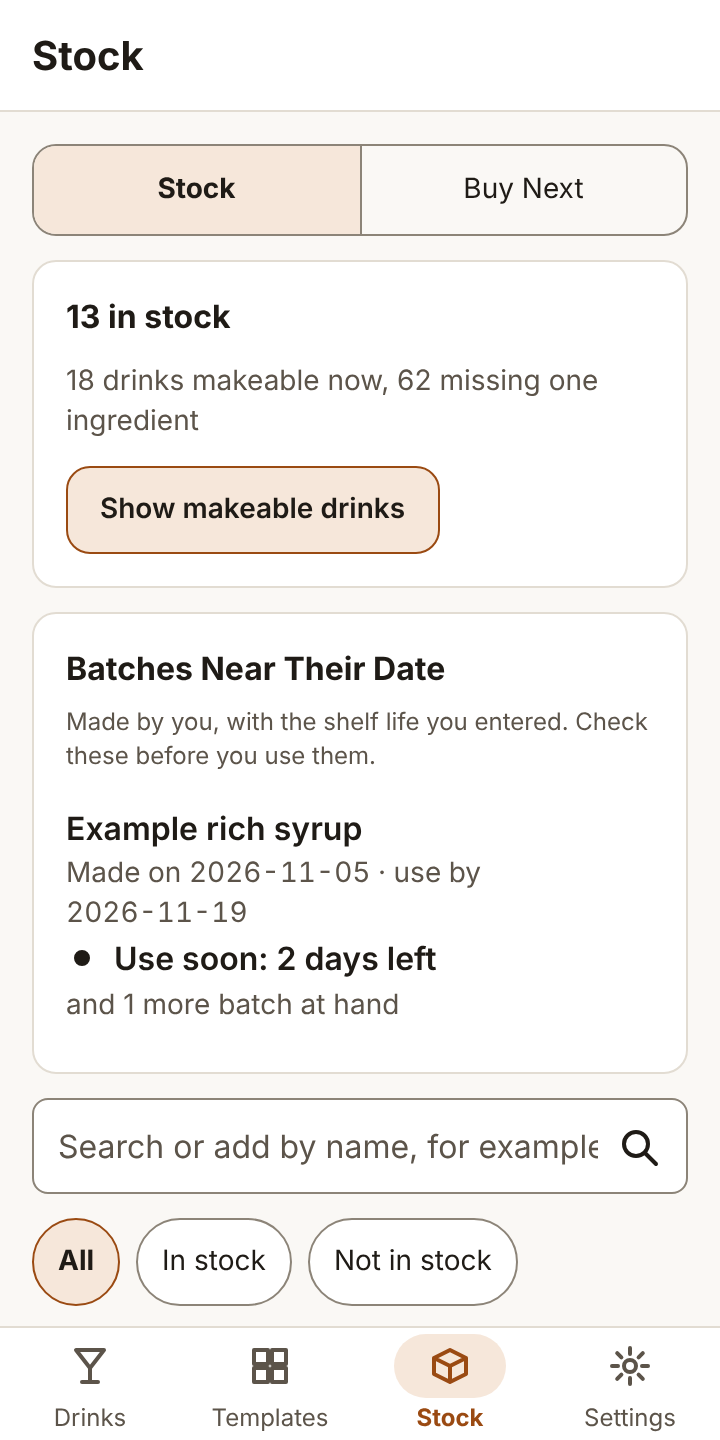 Stock
Stock
Buy Next
13 in stock
18 drinks makeable now, 62 missing one
ingredient
Show makeable drinks
Batches Near Their Date
Made by you, with the shelf life you entered. Check
these before you use them.
Example rich syrup
Made on 2026-11-05 · use by
2026-11-19
Use soon: 2 days left
and 1 more batch at hand
Search or add by name, for example
All
In stock
Not in stock
Drinks
Templates
Stock
Settings